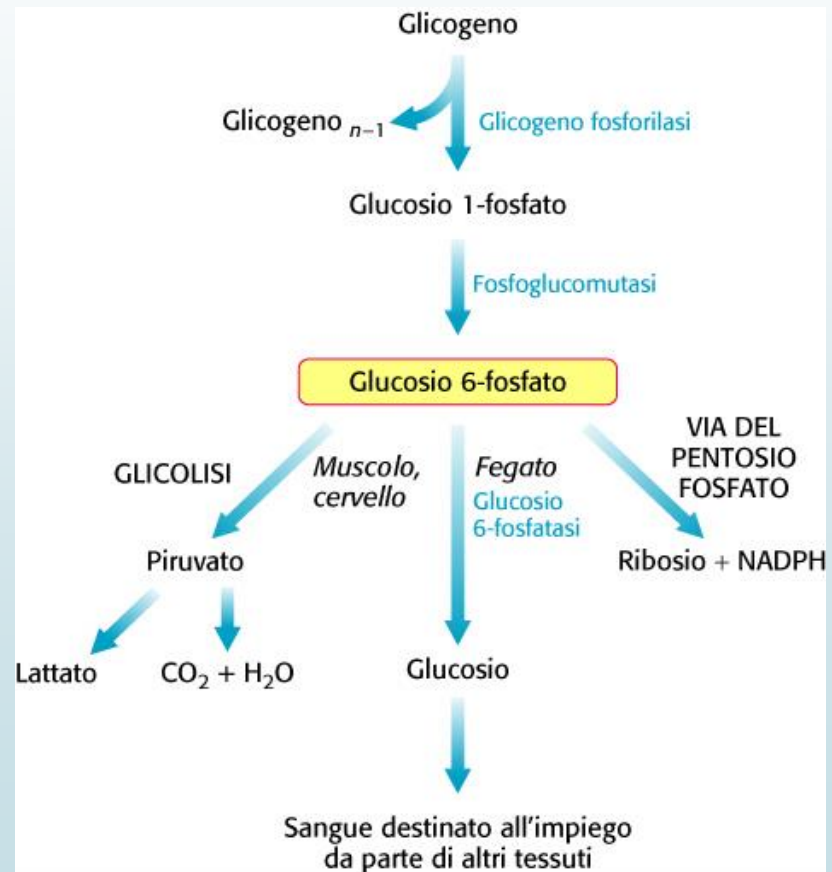 Glicogeno
Glicogeno n–1
Glicogeno fosforilasi
Glucosio 1-fosfato
Fosfoglucomutasi
Glucosio 6-fosfato
GLICOLISI
Muscolo,
cervello
Fegato
Glucosio
6-fosfatasi
VIA DEL
PENTOSIO
FOSFATO
Piruvato
Ribosio + NADPH
Lattato
CO₂ + H₂O
Glucosio
Sangue destinato all'impiego
da parte di altri tessuti